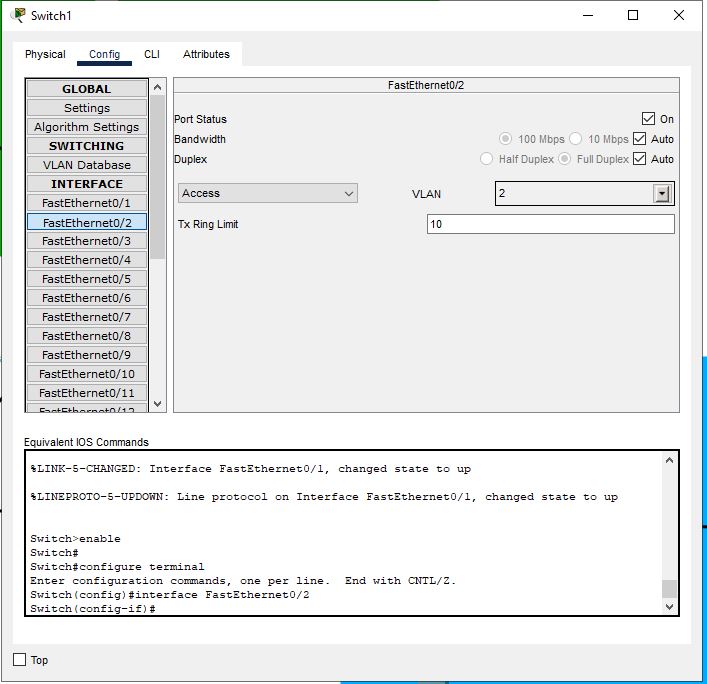 Switch1
Physical Config CLI Attributes
GLOBAL
Settings
Algorithm Settings
SWITCHING
VLAN Database
INTERFACE
FastEthernet0/1
FastEthernet0/2
FastEthernet0/3
FastEthernet0/4
FastEthernet0/5
FastEthernet0/6
FastEthernet0/7
FastEthernet0/8
FastEthernet0/9
FastEthernet0/10
FastEthernet0/11
FastEthernet0/12
FastEthernet0/2
Port Status On
Bandwidth 100 Mbps 10 Mbps Auto
Duplex Half Duplex Full Duplex Auto
Access VLAN 2
Tx Ring Limit 10
Equivalent IOS Commands
%LINK-5-CHANGED: Interface FastEthernet0/1, changed state to up
%LINEPROTO-5-UPDOWN: Line protocol on Interface FastEthernet0/1, changed state to up
Switch>enable
Switch#
Switch#configure terminal
Enter configuration commands, one per line.  End with CNTL/Z.
Switch(config)#interface FastEthernet0/2
Switch(config-if)#
Top